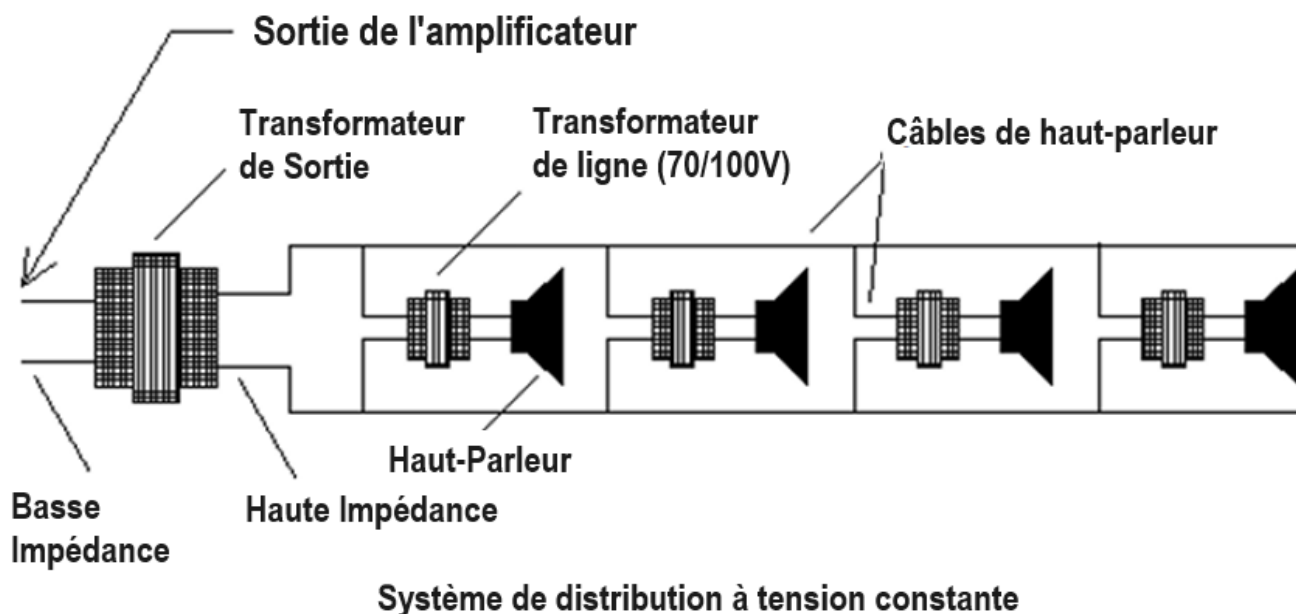 Sortie de l'amplificateur
Transformateur
de Sortie
Transformateur
de ligne (70/100V)
Câbles de haut-parleur
Haut-Parleur
Basse
Impédance
Haute Impédance
Système de distribution à tension constante